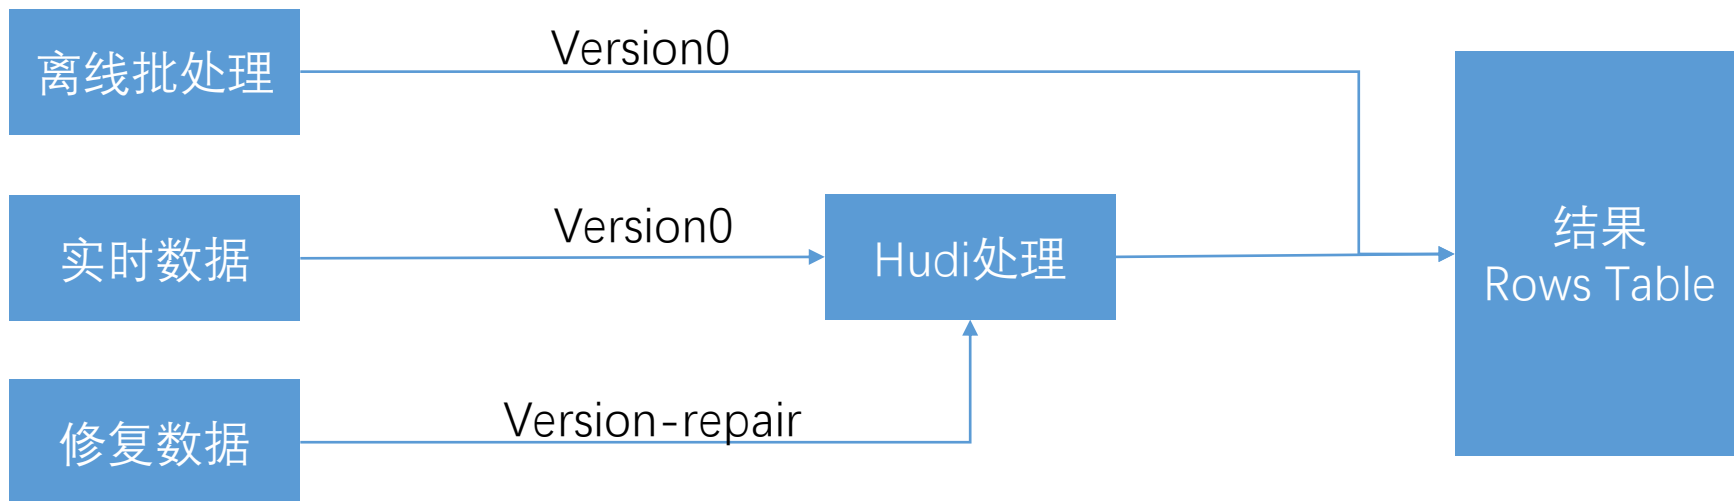 离线批处理
Version0
实时数据
Version0
Hudi处理
结果
Rows Table
修复数据
Version-repair